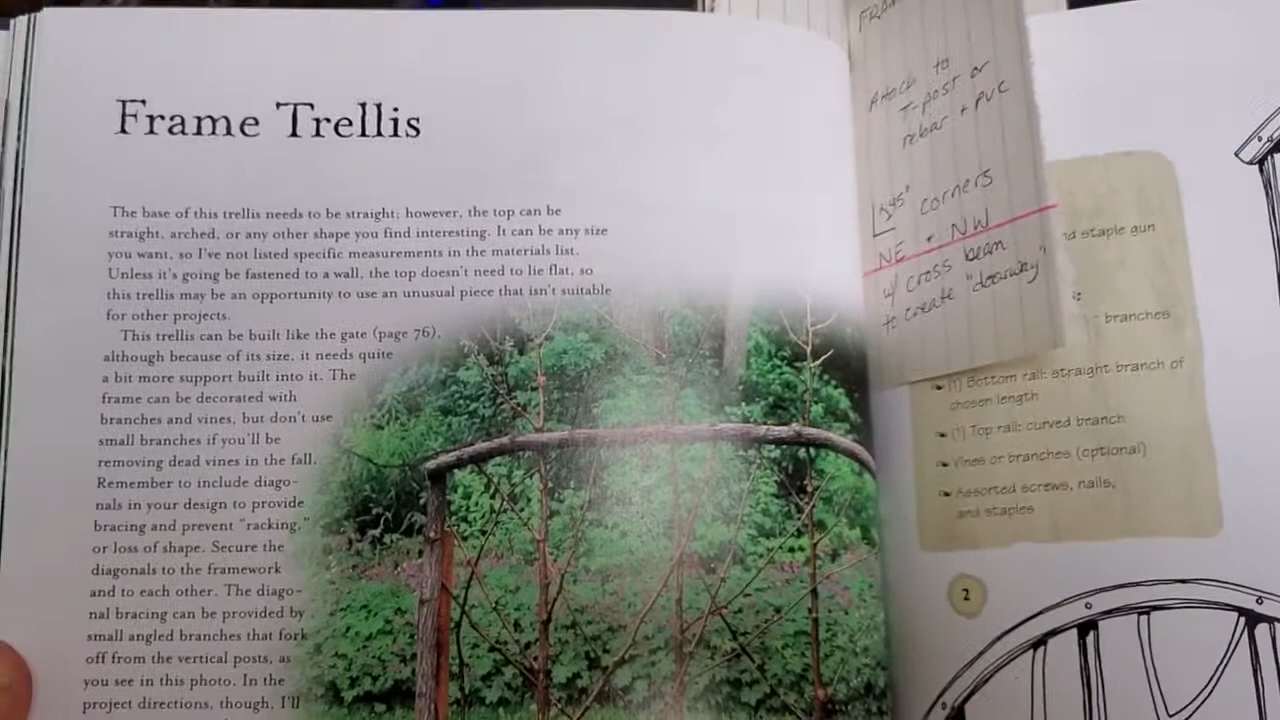 Frame Trellis
The base of this trellis needs to be straight; however, the top can be
straight, arched, or any other shape you find interesting. It can be any size
you want, so I've not listed specific measurements in the materials list.
Unless it's going be fastened to a wall, the top doesn't need to lie flat, so
this trellis may be an opportunity to use an unusual piece that isn't suitable
for other projects.
This trellis can be built like the gate (page 76),
although because of its size, it needs quite
a bit more support built into it. The
frame can be decorated with
branches and vines, but don't use
small branches if you'll be
removing dead vines in the fall.
Remember to include diago-
nals in your design to provide
bracing and prevent "racking,"
or loss of shape. Secure the
diagonals to the framework
and to each other. The diago-
nal bracing can be provided by
small angled branches that fork
off from the vertical posts, as
you see in this photo. In the
project directions, though, I'll
FRAM
Attach to
T-post or
rebar + PVC
45° corners
NE + NW
w/ cross beam
to create "doorway"
nd staple gun
branches
(1) Bottom rail: straight branch of
chosen length
(1) Top rail: curved branch
Vines or branches (optional)
Assorted screws, nails,
and staples
2